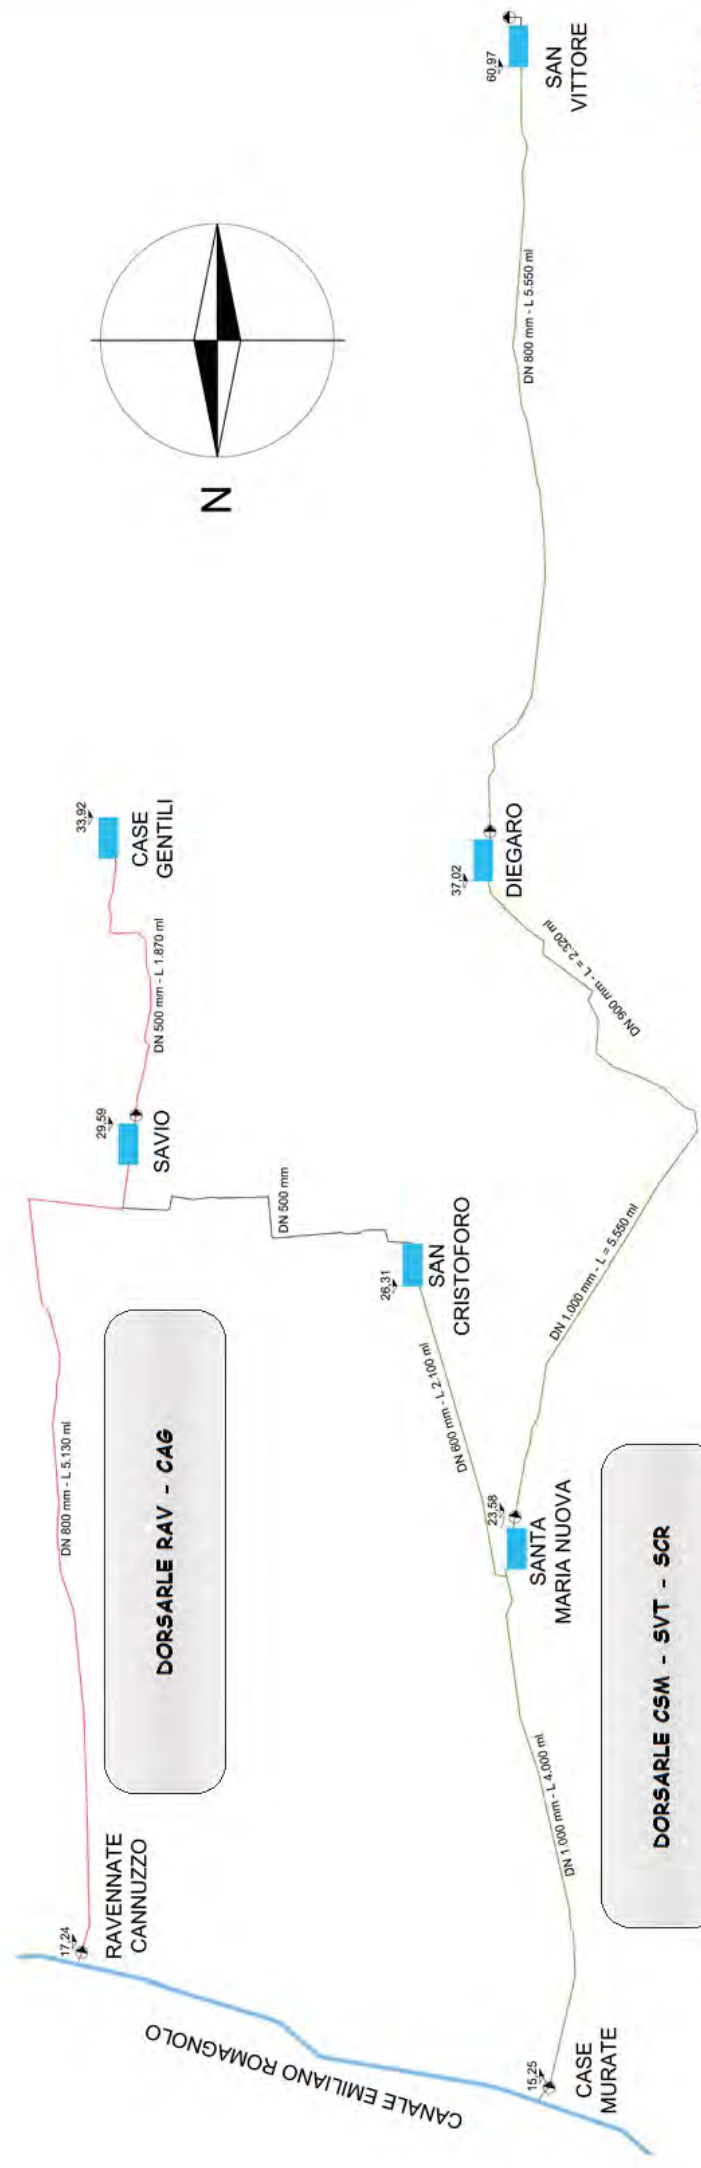 60,97
SAN
VITTORE
DN 800 mm - L 5.550 ml
N
33,92
CASE
GENTILI
DN 500 mm - L 1.870 ml
29,59
SAVIO
37,02
DIEGARO
DN 900 mm - L = 2.320 ml
DN 500 mm
26,31
SAN
CRISTOFORO
DN 600 mm - L 2.100 ml
DN 1.000 mm - L = 5.550 ml
23,58
SANTA
MARIA NUOVA
DN 800 mm - L 5.130 ml
DORSARLE RAV - CAG
DORSARLE CSM - SVT - SCR
DN 1.000 mm - L 4.000 ml
17,24
RAVENNATE
CANNUZZO
CANALE EMILIANO ROMAGNOLO
15,25
CASE
MURATE